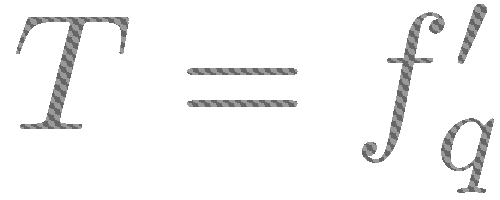 T = f'_q